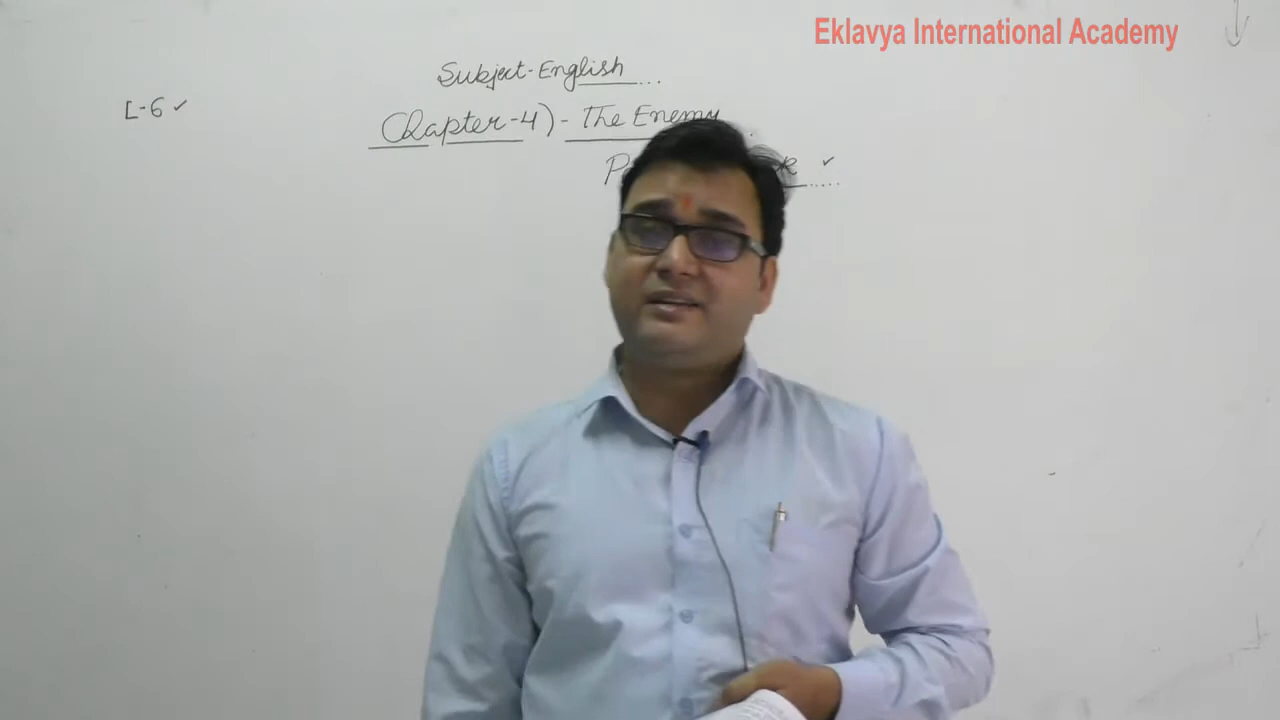 Eklavya International Academy
Subject-English...
L-6 ✓
Chapter-4) - The Enemy
✓